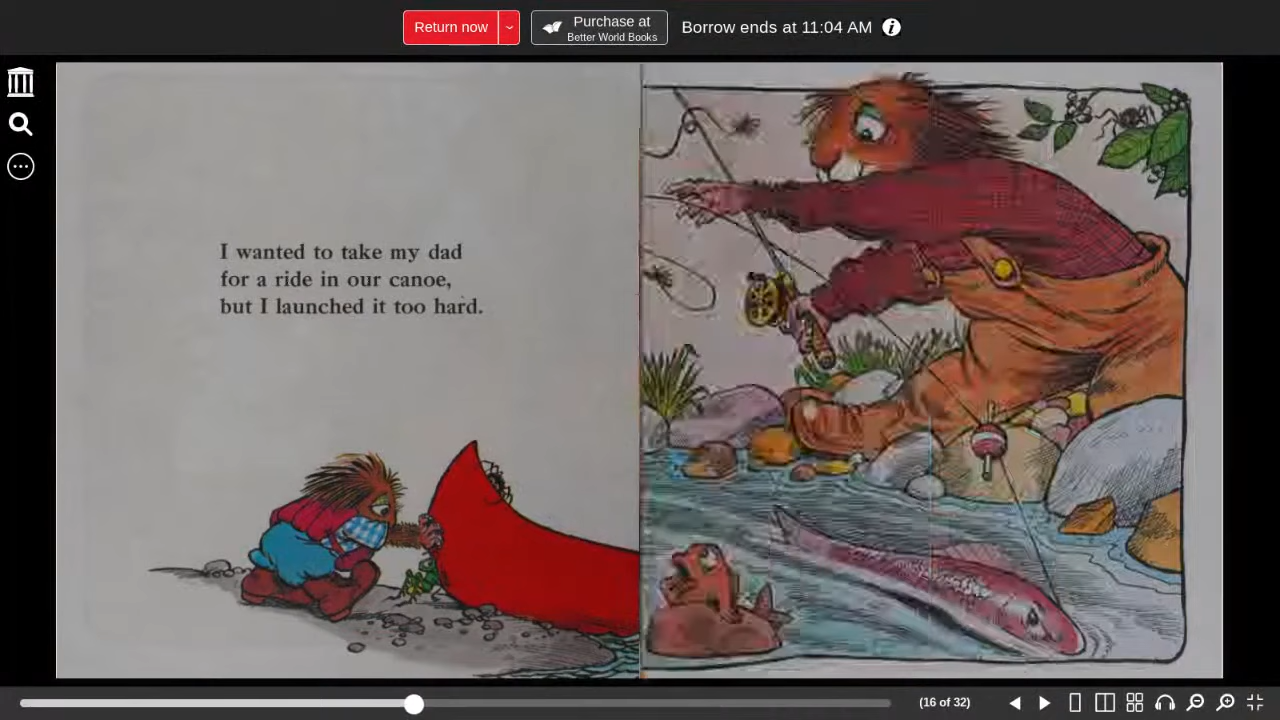 Return now
Purchase at
Better World Books
Borrow ends at 11:04 AM
I wanted to take my dad
for a ride in our canoe,
but I launched it too hard.
(16 of 32)